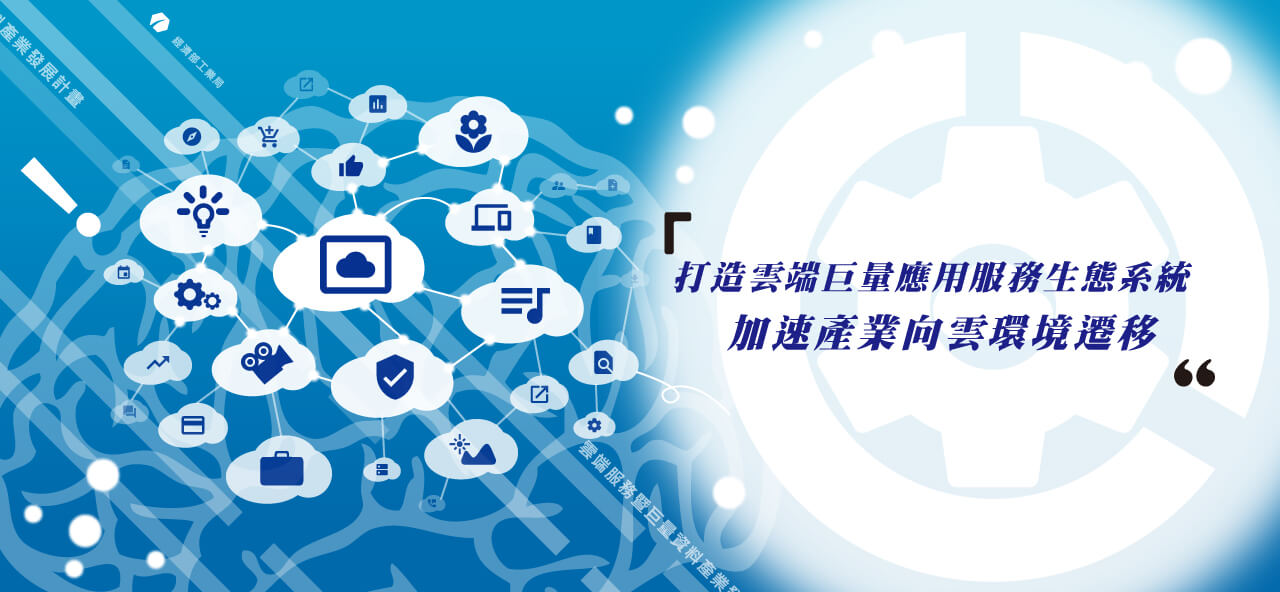 料產業發展計畫
經濟部工業局
「打造雲端巨量應用服務生態系統
加速產業向雲環境遷移❝
雲端服務暨巨量資料產業發